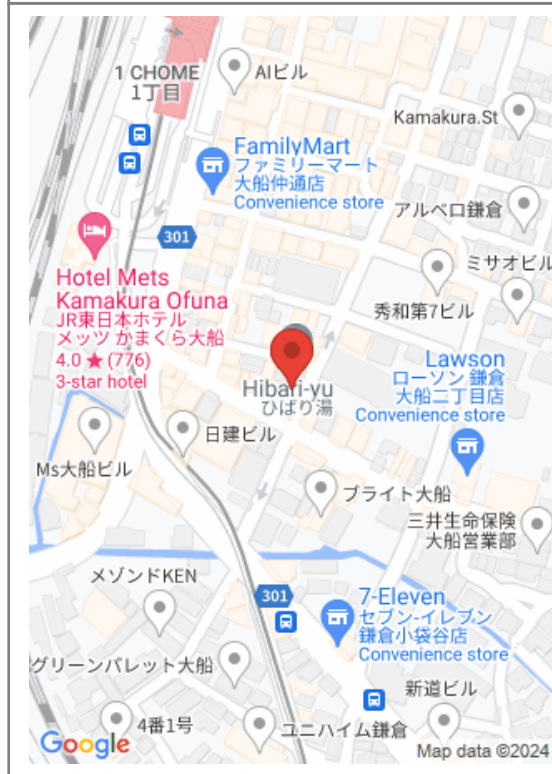 1 CHOME
1丁目
AIビル
Kamakura.St
FamilyMart
ファミリーマート
大船仲通店
Convenience store
アルベロ鎌倉
301
ミサオビル
Hotel Mets
Kamakura Ofuna
JR東日本ホテル
メッツ かまくら大船
4.0 ★ (776)
3-star hotel
秀和第7ビル
Lawson
ローソン 鎌倉
大船二丁目店
Convenience store
Hibari-yu
ひばり湯
日建ビル
Ms大船ビル
ブライト大船
三井生命保険
大船営業部
メゾンドKEN
301
7-Eleven
セブン-イレブン
鎌倉小袋谷店
Convenience store
グリーンパレット大船
新道ビル
4番1号
ユニハイム鎌倉
Google
Map data ©2024